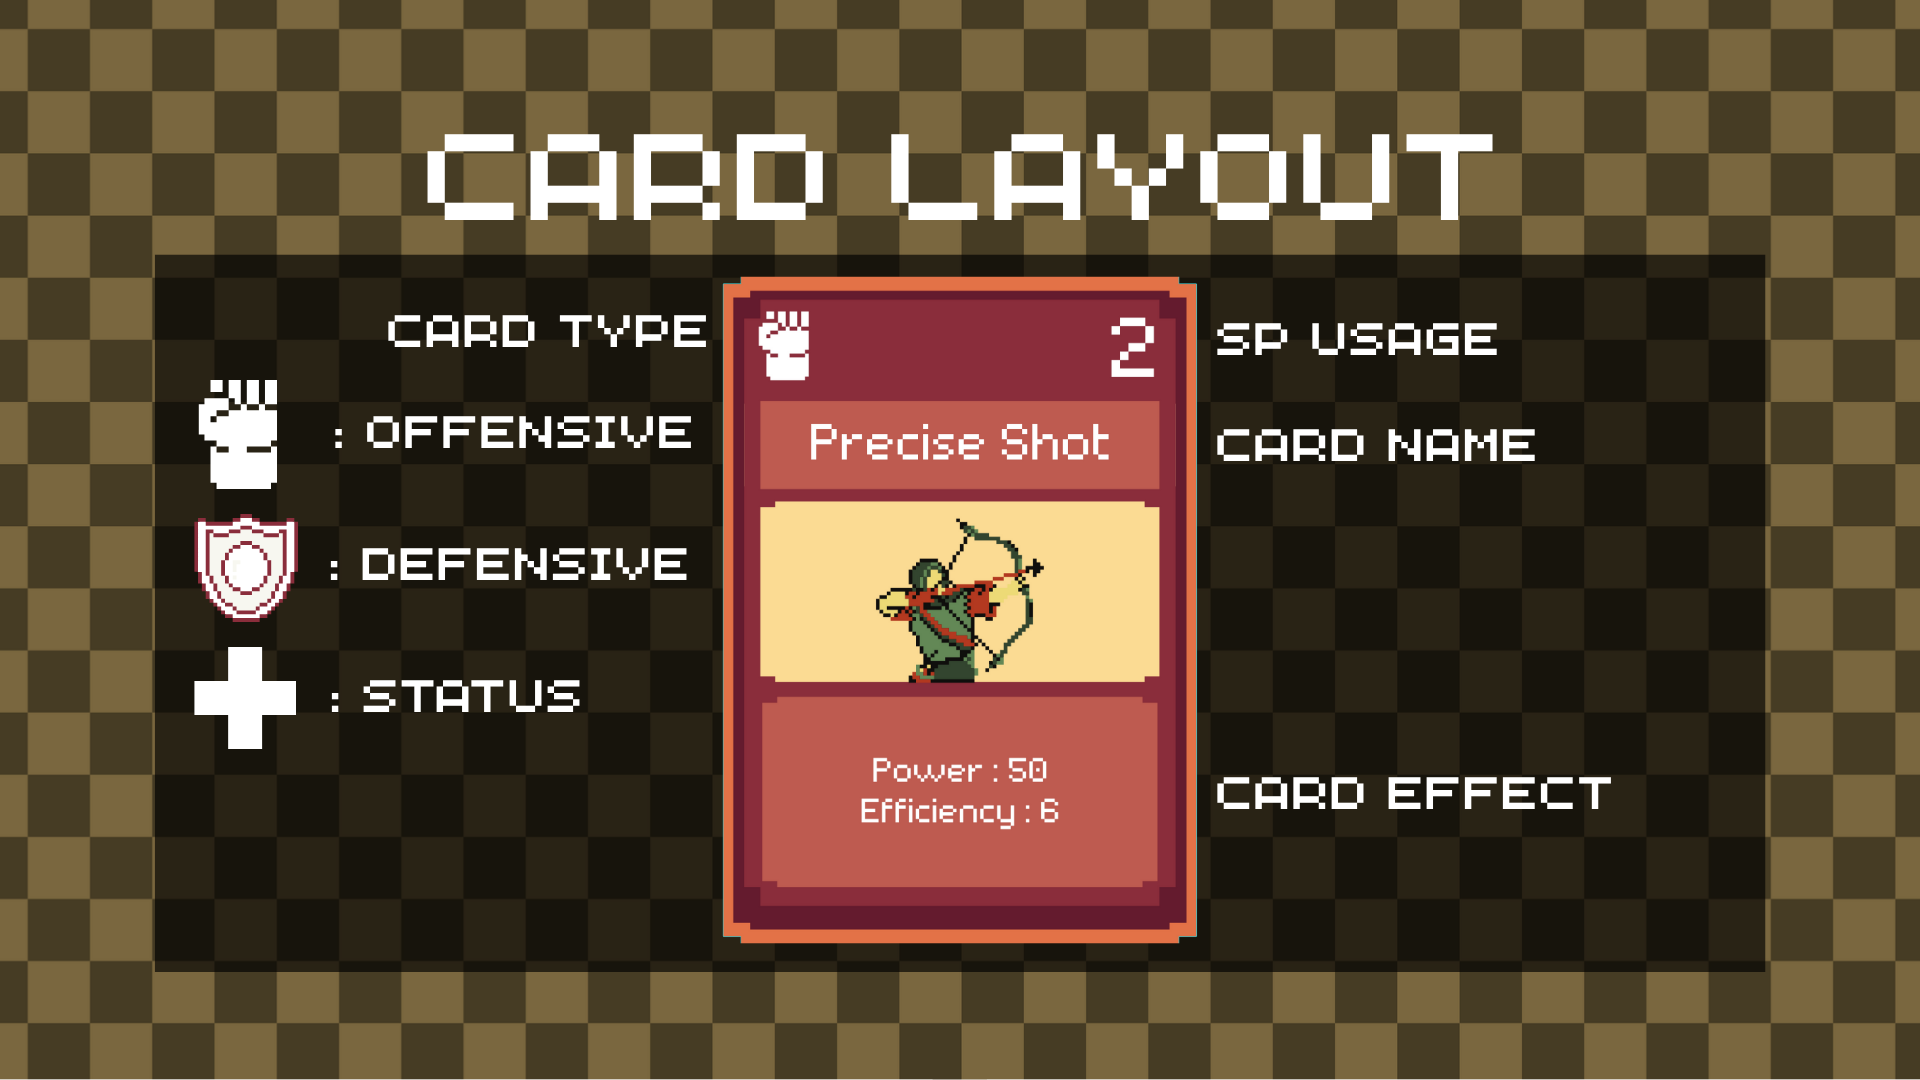 CARD LAYOUT
CARD TYPE
: OFFENSIVE
: DEFENSIVE
: STATUS
2
Precise Shot
Power : 50
Efficiency : 6
SP USAGE
CARD NAME
CARD EFFECT